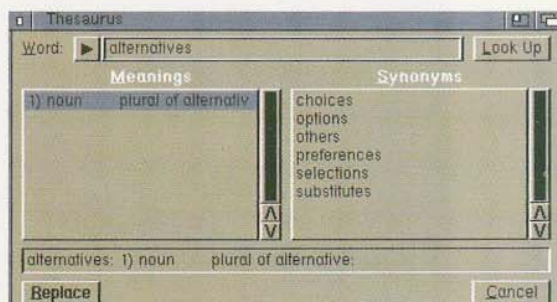 Thesaurus
Word: alternatives Look Up
Meanings Synonyms
1) noun plural of alternativ
choices
options
others
preferences
selections
substitutes
alternatives: 1) noun plural of alternative:
Replace Cancel